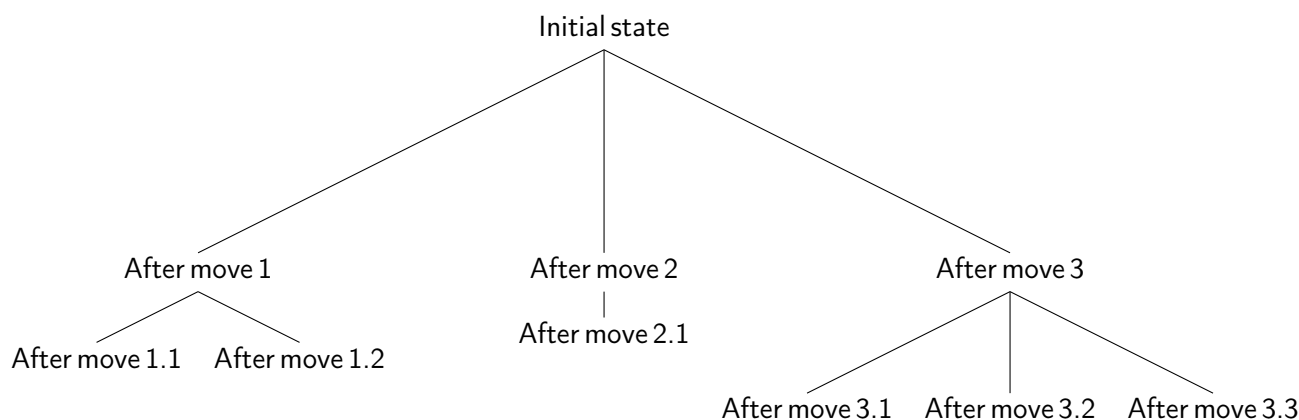 Initial state
After move 1
After move 2
After move 3
After move 1.1
After move 1.2
After move 2.1
After move 3.1
After move 3.2
After move 3.3